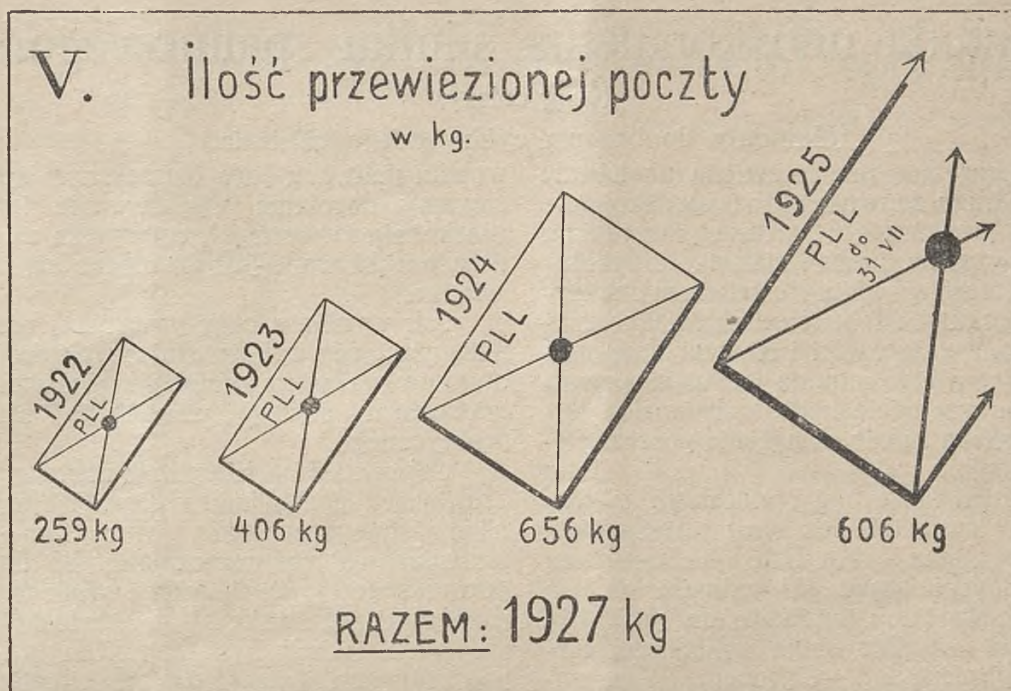 V. Ilość przewiezionej poczty
w kg.
1922
PLL
259 kg
1923
PLL
406 kg
1924
PLL
656 kg
1925
PLL
do
31 VII
606 kg
RAZEM: 1927 kg